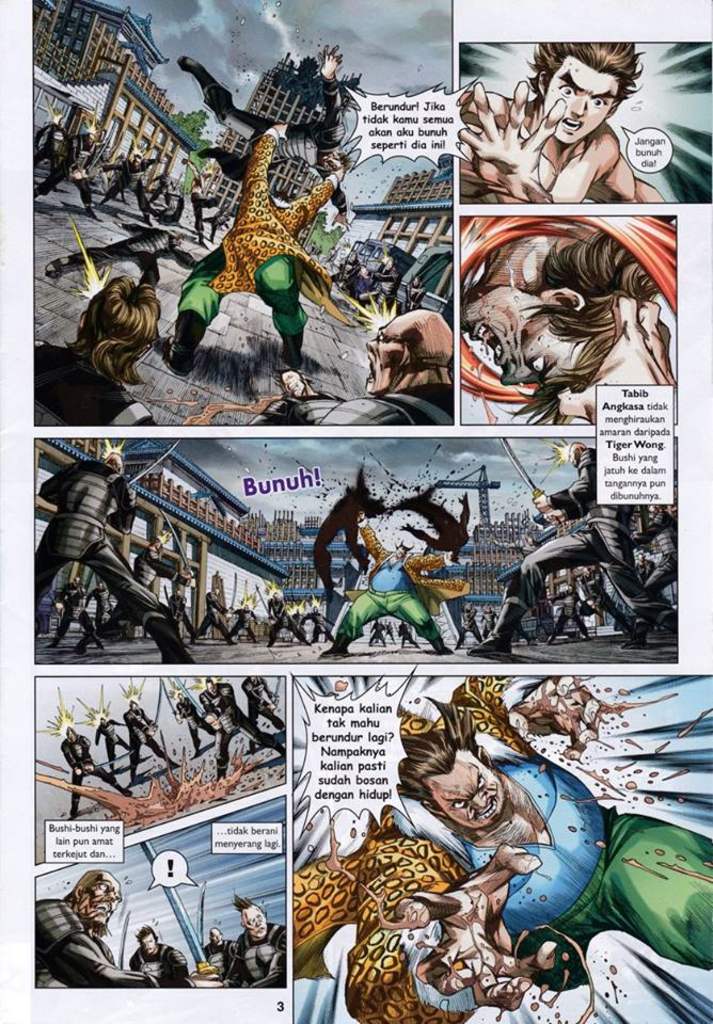 Berundur! Jika
tidak kamu semua
akan aku bunuh
seperti dia ini!
Jangan
bunuh
dia!
Tabib
Angkasa tidak
menghiraukan
amaran daripada
Tiger Wong.
Bushi yang
jatuh ke dalam
tangannya pun
dibunuhnya.
Bunuh!
Bushi-bushi yang
lain pun amat
terkejut dan...
...tidak berani
menyerang lagi.
!
Kenapa kalian
tak mahu
berundur lagi?
Nampaknya
kalian pasti
sudah bosan
dengan hidup!
3